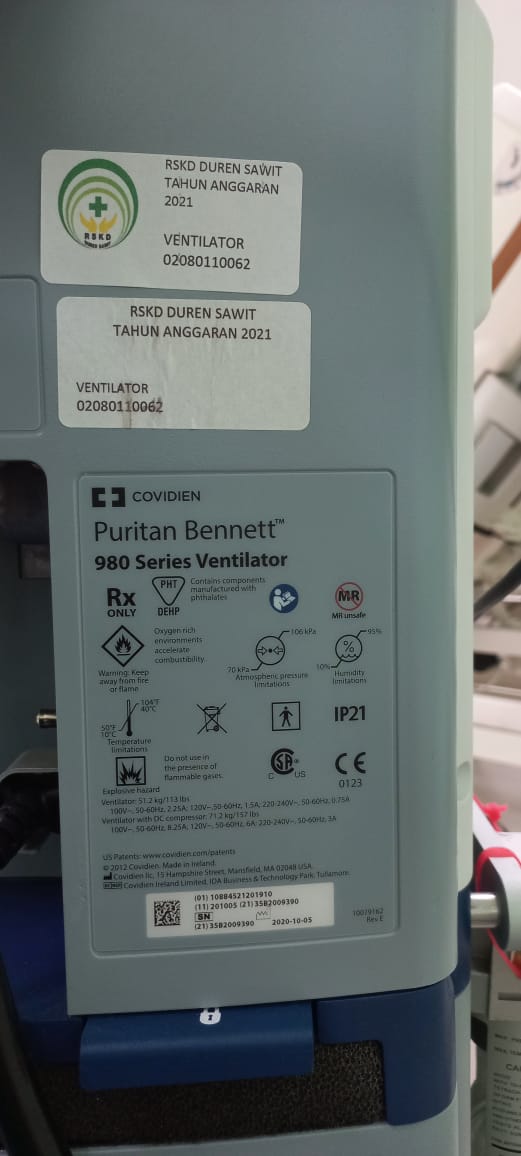 RSKD DUREN SAWIT
TAHUN ANGGARAN
2021
RSKD
DUREN SAWIT
VENTILATOR
02080110062
RSKD DUREN SAWIT
TAHUN ANGGARAN 2021
VENTILATOR
02080110062
COVIDIEN
Puritan Bennett™
980 Series Ventilator
Rx
ONLY
PHT
DEHP
Contains components
manufactured with
phthalates
MR
MR unsafe
Warning: Keep
away from fire
or flame
Oxygen rich
environments
accelerate
combustibility.
106 kPa
70 kPa
Atmospheric pressure
limitations
95%
%
10%
Humidity
limitations
104°F
40°C
50°F
10°C
Temperature
limitations
IP21
Explosive hazard
Do not use in
the presence of
flammable gases.
SA
C US
CE
0123
Ventilator: 51.2 kg/113 lbs
100V~, 50-60Hz, 2.25A; 120V~, 50-60Hz, 1.5A; 220-240V~, 50-60Hz, 0.75A
Ventilator with DC compressor: 71.2 kg/157 lbs
100V~, 50-60Hz, 8.25A; 120V~, 50-60Hz, 6A; 220-240V~, 50-60Hz, 3A
US Patents: www.covidien.com/patents
© 2012 Covidien. Made in Ireland.
Covidien llc, 15 Hampshire Street, Mansfield, MA 02048 USA.
EC REP Covidien Ireland Limited, IDA Business & Technology Park, Tullamore.
(01) 10884521201910
(11) 201005 (21) 35B2009390
SN
(21) 35B2009390
2020-10-05
10079162
Rev E